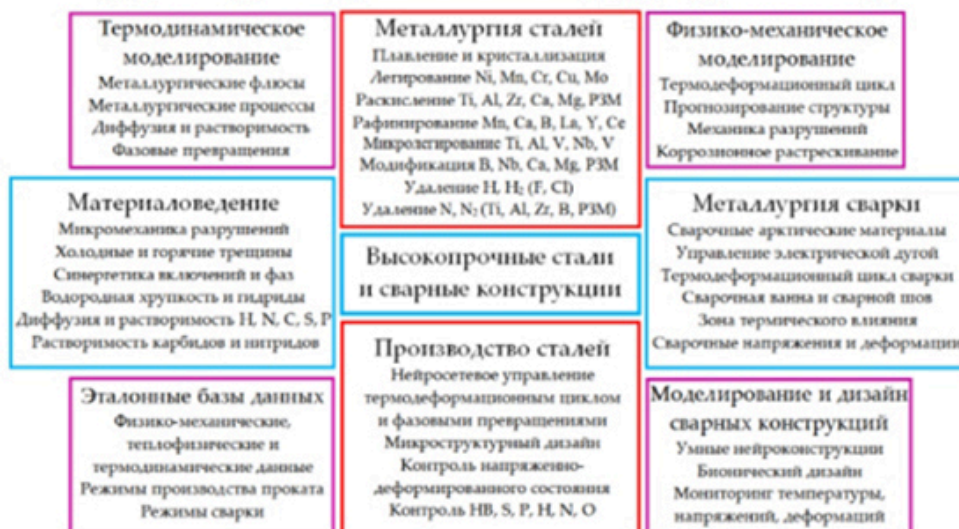 Термодинамическое
моделирование
Металлургические флюсы
Металлургические процессы
Диффузия и растворимость
Фазовые превращения
Металлургия сталей
Плавление и кристаллизация
Легирование Ni, Mn, Cr, Cu, Mo
Раскисление Ti, Al, Zr, Ca, Mg, РЗМ
Рафинирование Mn, Ca, B, La, Y, Ce
Микролегирование Ti, Al, V, Nb, V
Модификация B, Nb, Ca, Mg, РЗМ
Удаление H, H₂ (F, Cl)
Удаление N, N₂ (Ti, Al, Zr, B, РЗМ)
Физико-механическое
моделирование
Термодеформационный цикл
Прогнозирование структуры
Механика разрушений
Коррозионное растрескивание
Материаловедение
Микромеханика разрушений
Холодные и горячие трещины
Синергетика включений и фаз
Водородная хрупкость и гидриды
Диффузия и растворимость H, N, C, S, P
Растворимость карбидов и нитридов
Высокопрочные стали
и сварные конструкции
Металлургия сварки
Сварочные арктические материалы
Управление электрической дугой
Термодеформационный цикл сварки
Сварочная ванна и сварной шов
Зона термического влияния
Сварочные напряжения и деформации
Эталонные базы данных
Физико-механические,
теплофизические и
термодинамические данные
Режимы производства проката
Режимы сварки
Производство сталей
Нейросетевое управление
термодеформационным циклом
и фазовыми превращениями
Микроструктурный дизайн
Контроль напряженно-
деформированного состояния
Контроль HB, S, P, H, N, O
Моделирование и дизайн
сварных конструкций
Умные нейроконструкции
Бионический дизайн
Мониторинг температуры,
напряжений, деформаций